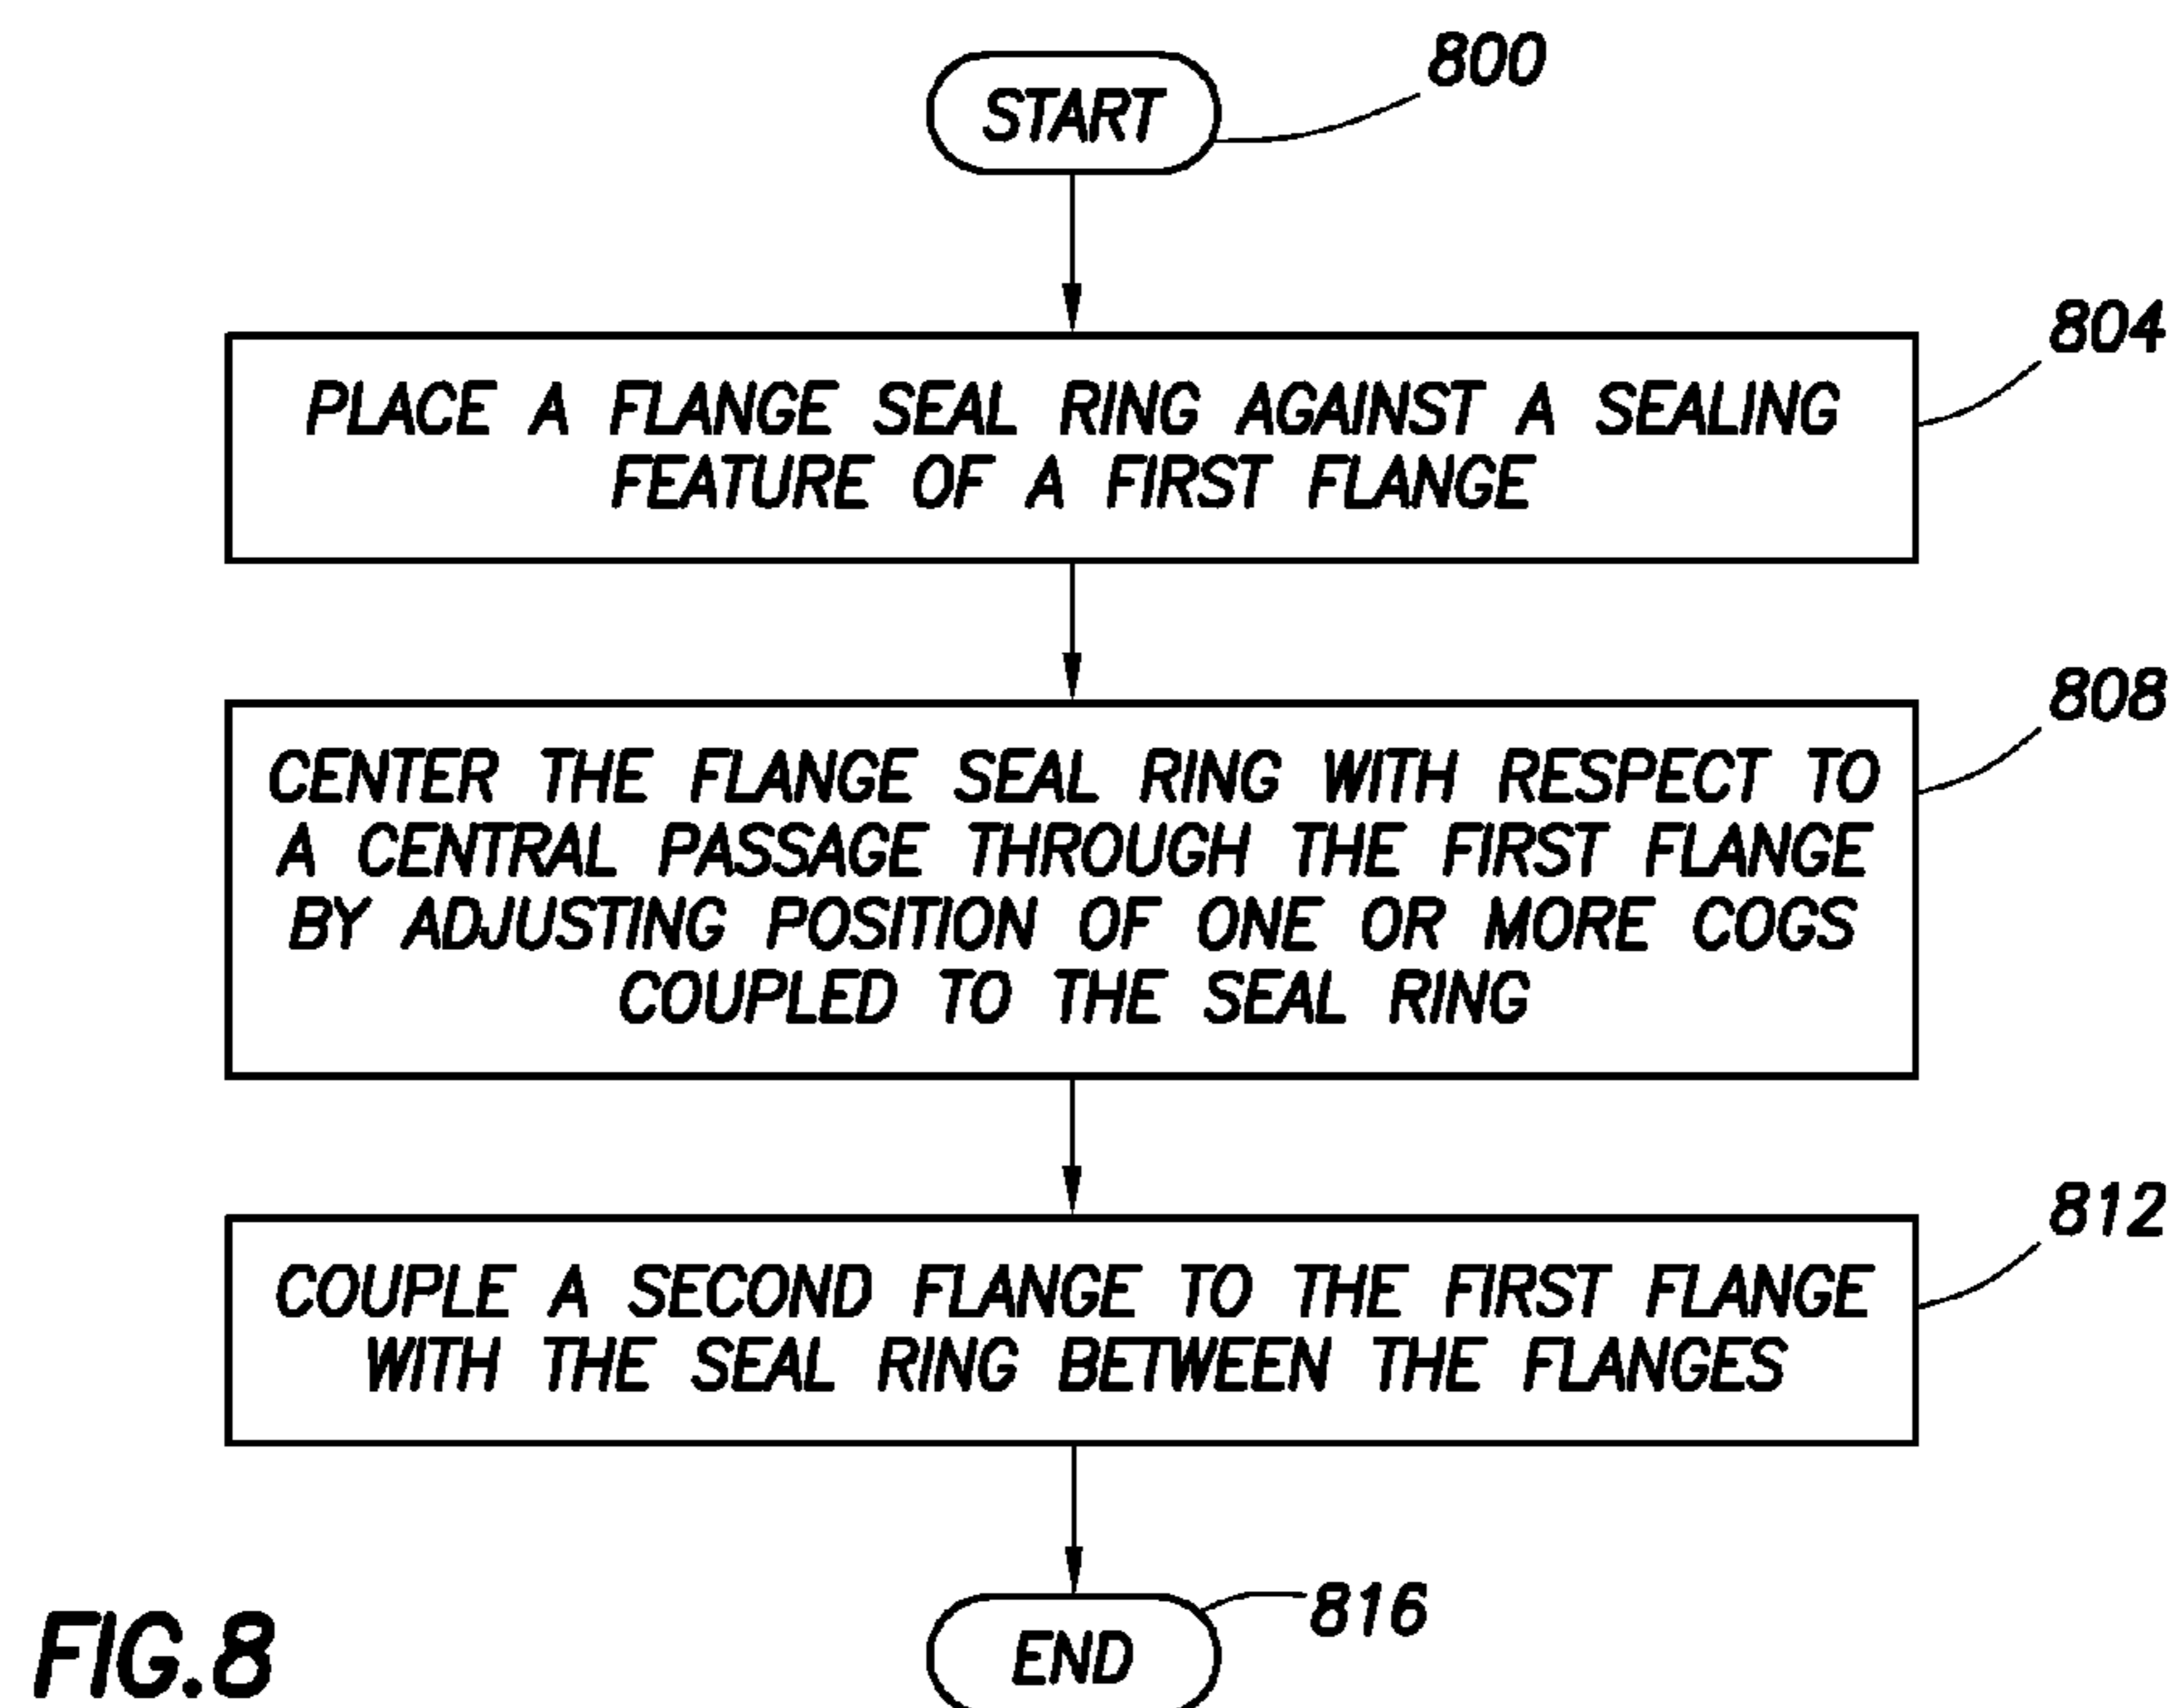 START
800
804
PLACE A FLANGE SEAL RING AGAINST A SEALING
FEATURE OF A FIRST FLANGE
808
CENTER THE FLANGE SEAL RING WITH RESPECT TO
A CENTRAL PASSAGE THROUGH THE FIRST FLANGE
BY ADJUSTING POSITION OF ONE OR MORE COGS
COUPLED TO THE SEAL RING
812
COUPLE A SECOND FLANGE TO THE FIRST FLANGE
WITH THE SEAL RING BETWEEN THE FLANGES
816
END
FIG.8